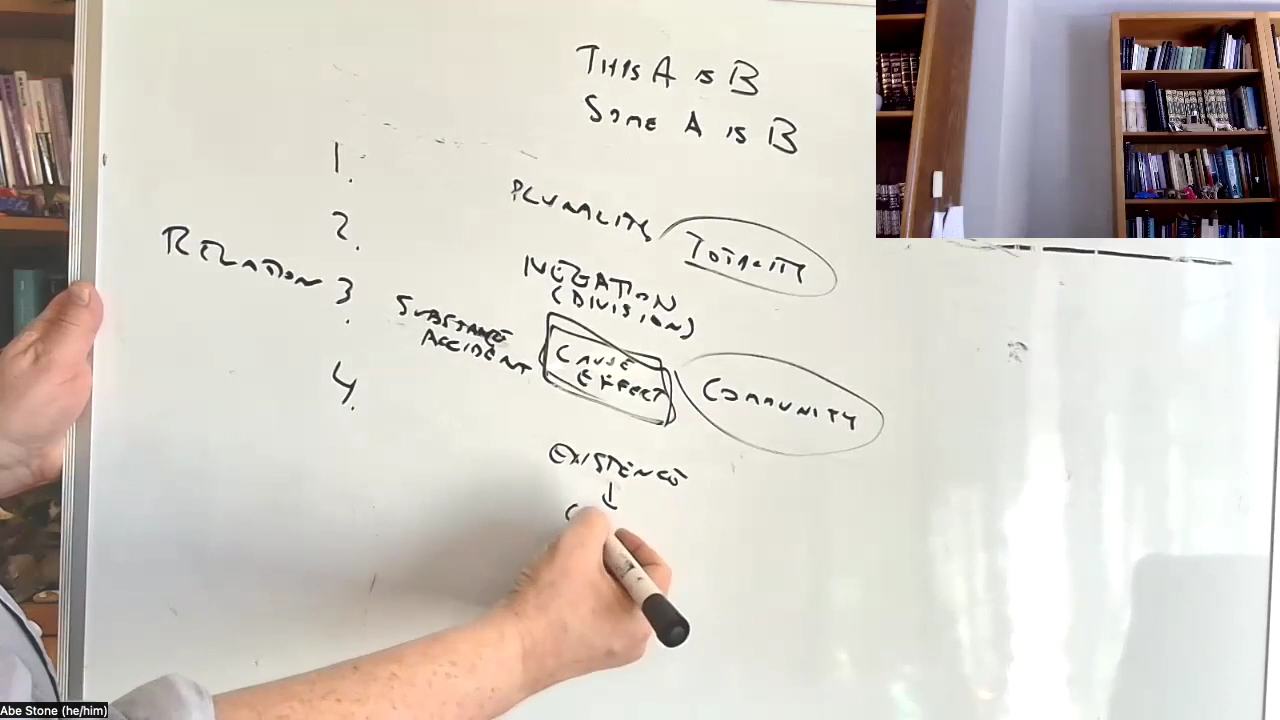 THIS A IS B
SOME A IS B
1.
PLURALITY TOTALITY
2.
RELATION 3.
NEGATION
(DIVISION)
SUBSTANCE
ACCIDENT
CAUSE
EFFECT
COMMUNITY
4.
EXISTENCE
Abe Stone (he/him)